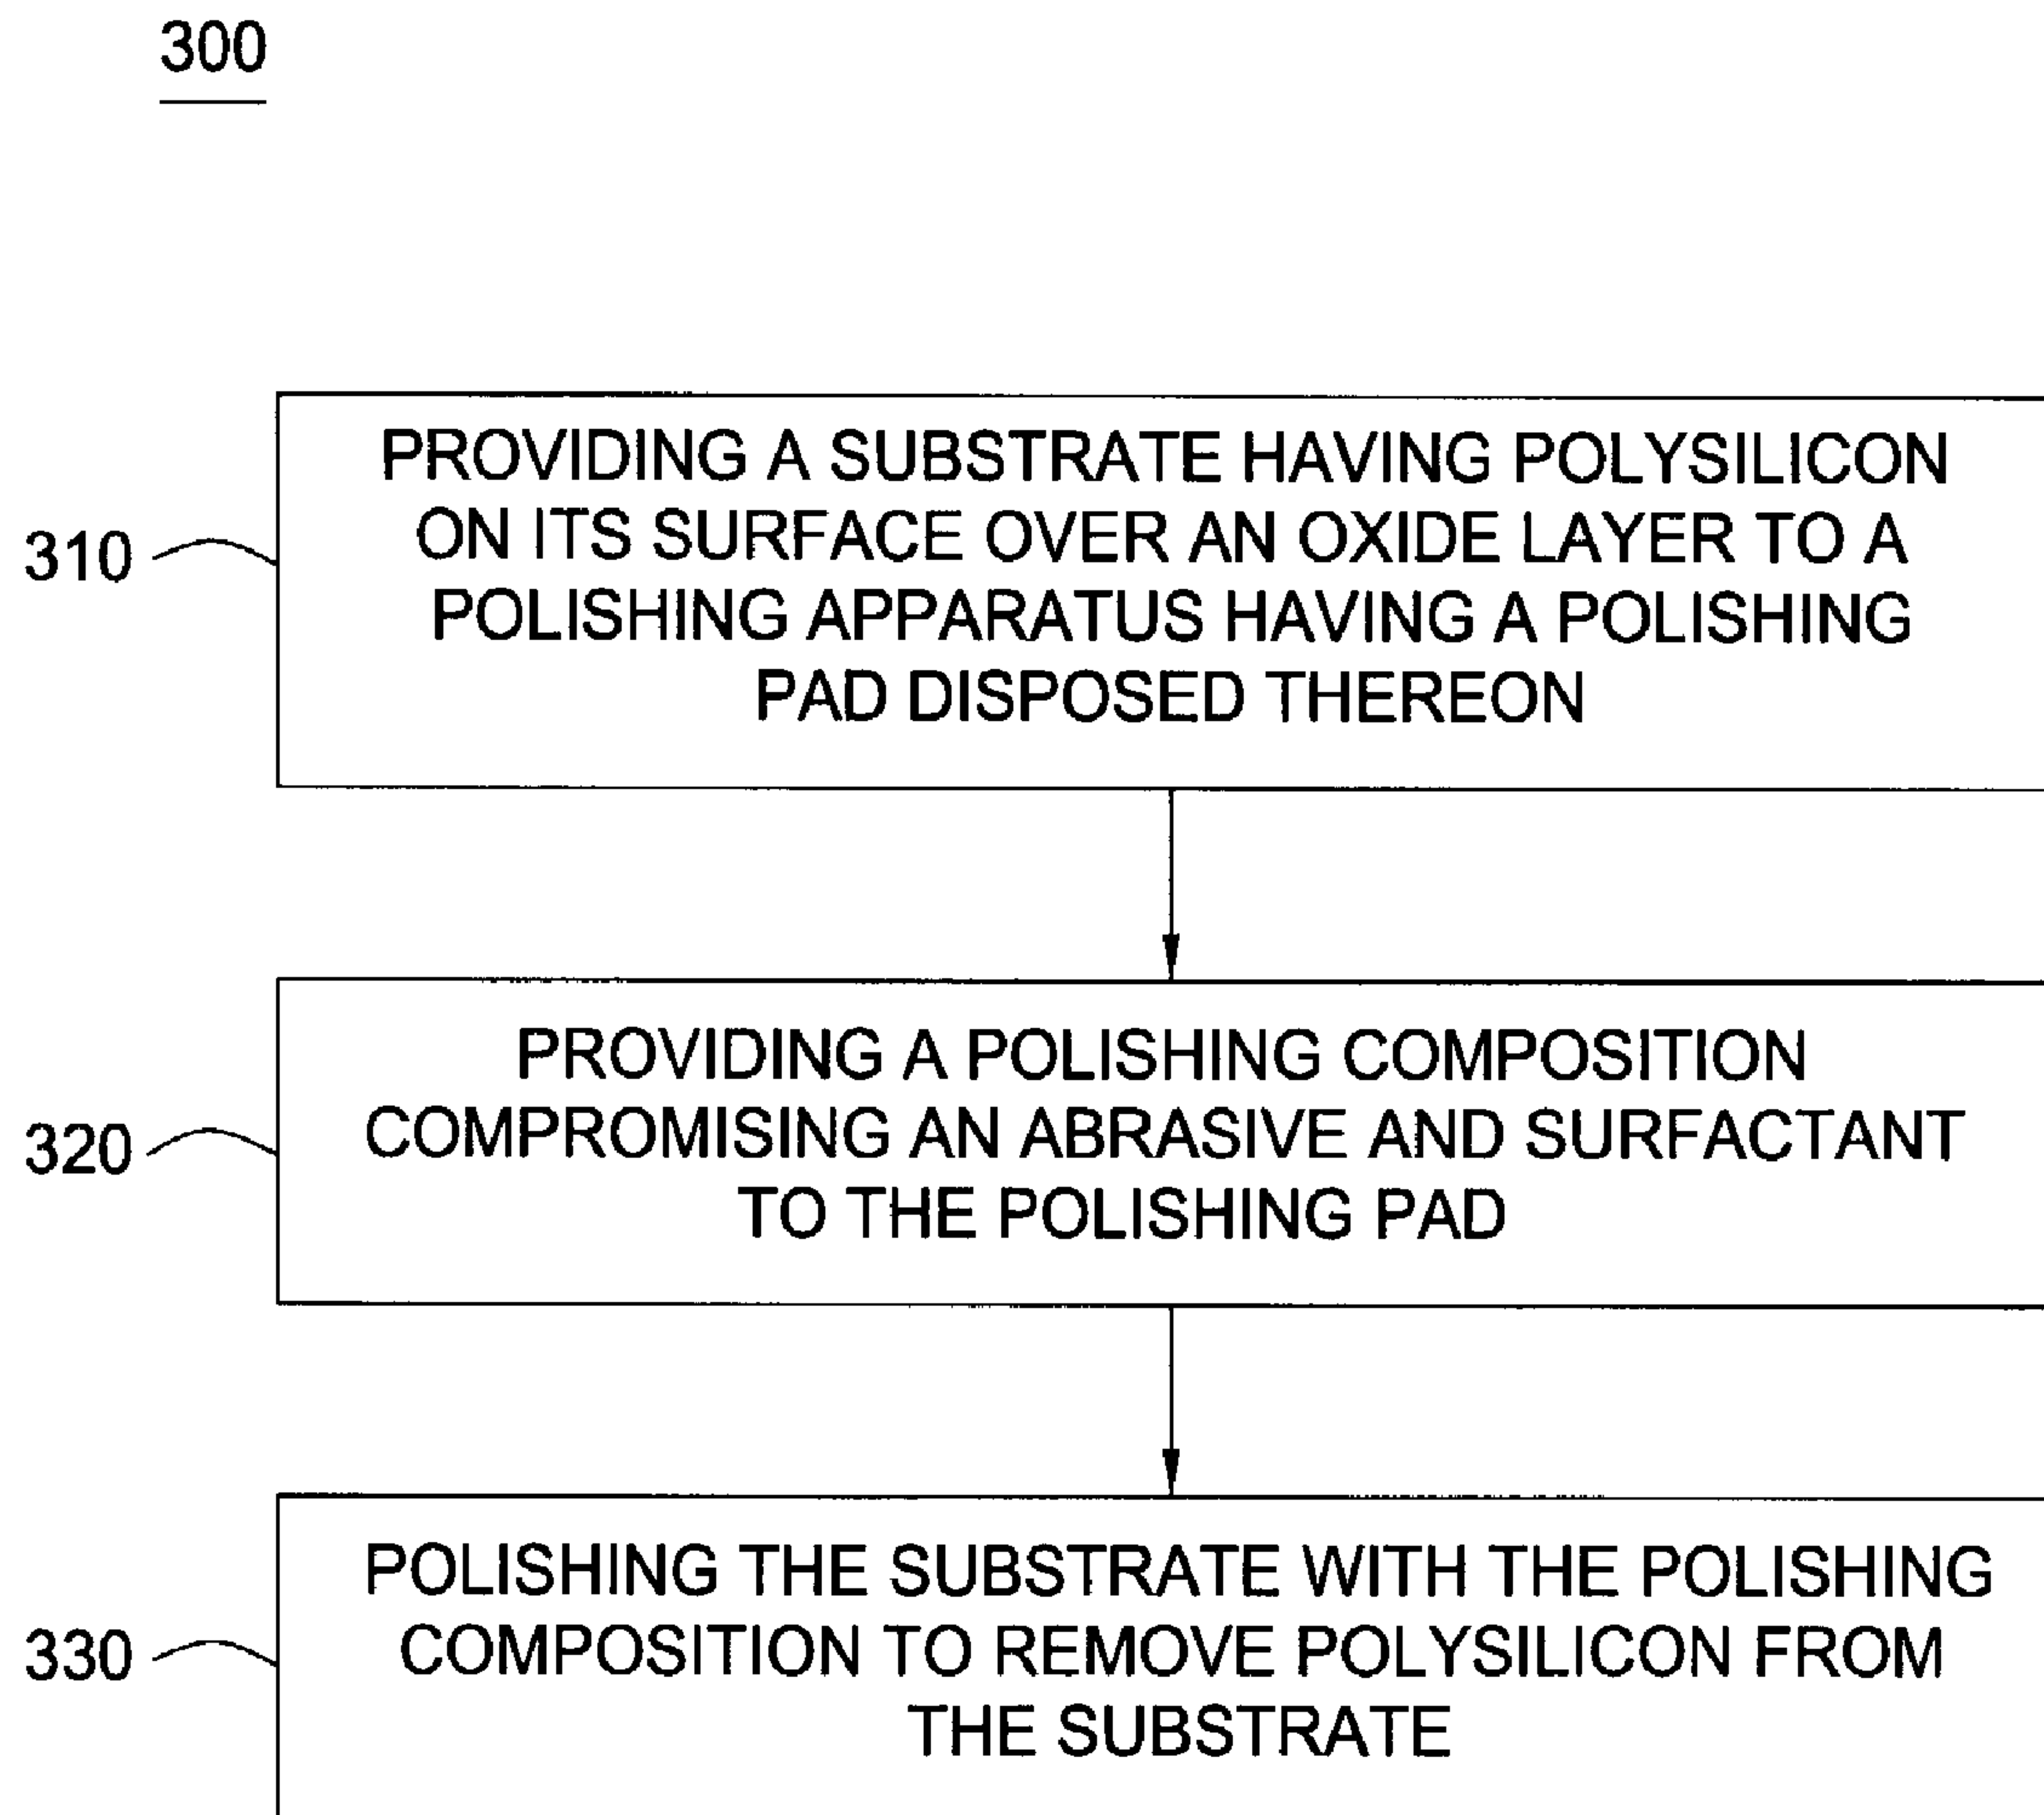 300
PROVIDING A SUBSTRATE HAVING POLYSILICON
ON ITS SURFACE OVER AN OXIDE LAYER TO A
POLISHING APPARATUS HAVING A POLISHING
PAD DISPOSED THEREON
310
PROVIDING A POLISHING COMPOSITION
COMPROMISING AN ABRASIVE AND SURFACTANT
TO THE POLISHING PAD
320
POLISHING THE SUBSTRATE WITH THE POLISHING
COMPOSITION TO REMOVE POLYSILICON FROM
THE SUBSTRATE
330